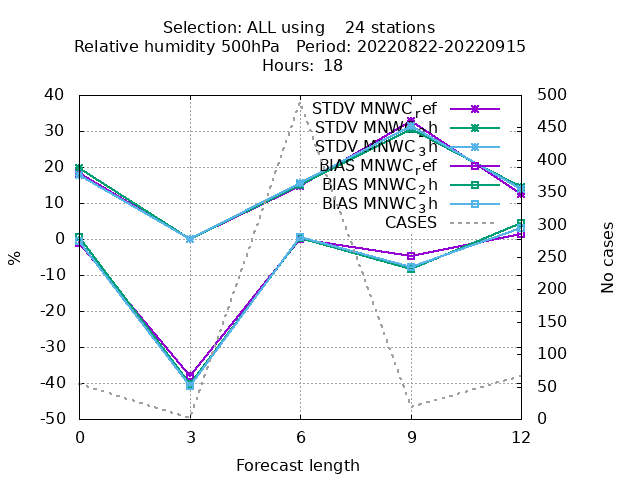 Selection: ALL using    24 stations
Relative humidity 500hPa   Period: 20220822-20220915
Hours: 18
STDV MNWC_ref
STDV MNWC_2h
STDV MNWC_3h
BIAS MNWC_ref
BIAS MNWC_2h
BIAS MNWC_3h
CASES
40
30
20
10
0
-10
-20
-30
-40
-50
%
500
450
400
350
300
250
200
150
100
50
0
No cases
0 3 6 9 12
Forecast length